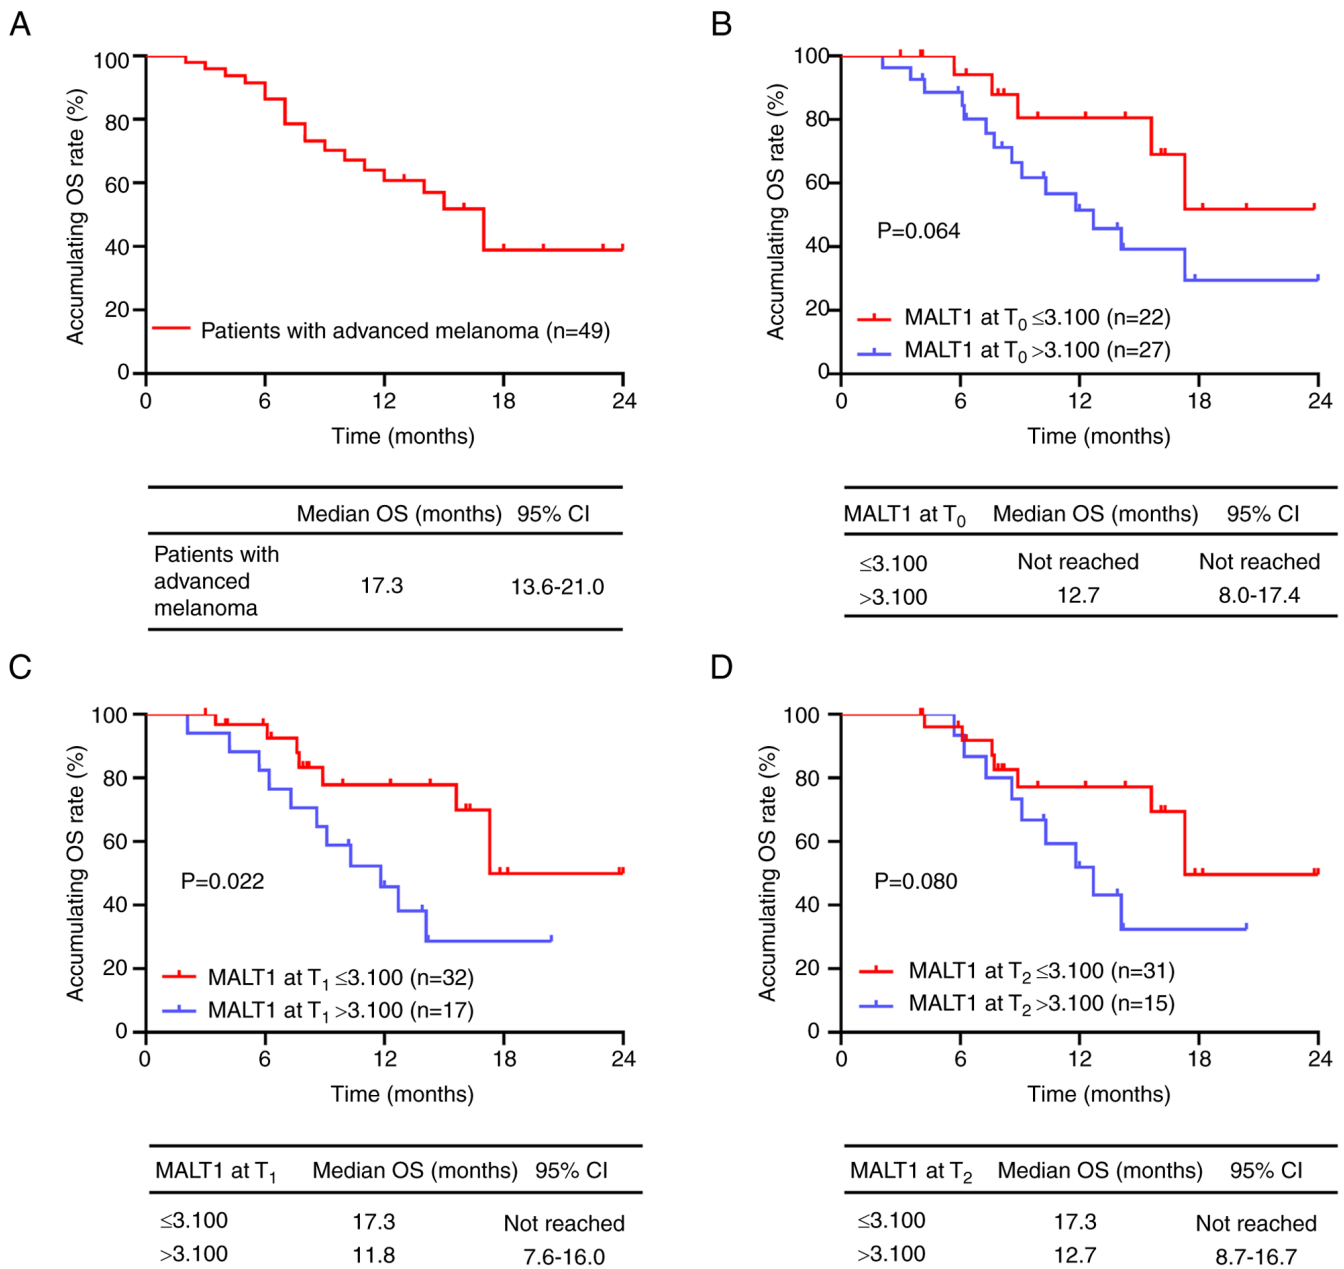 A
Accumulating OS rate (%)
100
80
60
40
20
0
Patients with advanced melanoma (n=49)
0 6 12 18 24
Time (months)
Median OS (months) 95% CI
Patients with
advanced
melanoma
17.3 13.6-21.0
B
Accumulating OS rate (%)
100
80
60
40
20
0
P=0.064
MALT1 at T0 ≤3.100 (n=22)
MALT1 at T0 >3.100 (n=27)
0 6 12 18 24
Time (months)
MALT1 at T0 Median OS (months) 95% CI
≤3.100 Not reached Not reached
>3.100 12.7 8.0-17.4
C
Accumulating OS rate (%)
100
80
60
40
20
0
P=0.022
MALT1 at T1 ≤3.100 (n=32)
MALT1 at T1 >3.100 (n=17)
0 6 12 18 24
Time (months)
MALT1 at T1 Median OS (months) 95% CI
≤3.100 17.3 Not reached
>3.100 11.8 7.6-16.0
D
Accumulating OS rate (%)
100
80
60
40
20
0
P=0.080
MALT1 at T2 ≤3.100 (n=31)
MALT1 at T2 >3.100 (n=15)
0 6 12 18 24
Time (months)
MALT1 at T2 Median OS (months) 95% CI
≤3.100 17.3 Not reached
>3.100 12.7 8.7-16.7